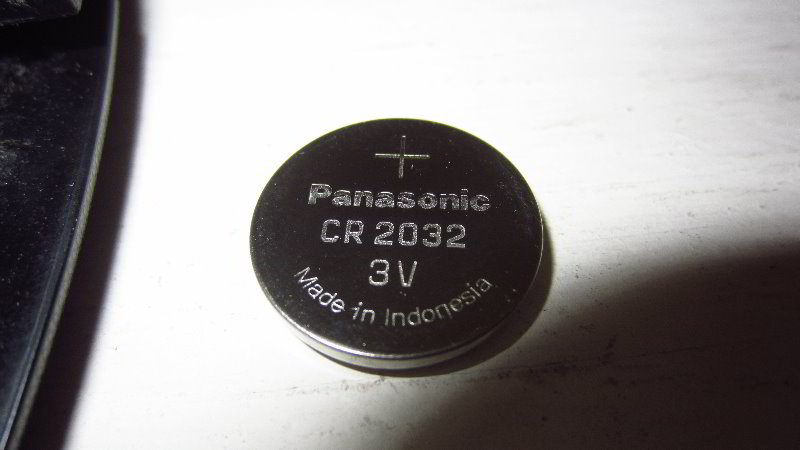 +
Panasonic
CR 2032
3V
Made in Indonesia